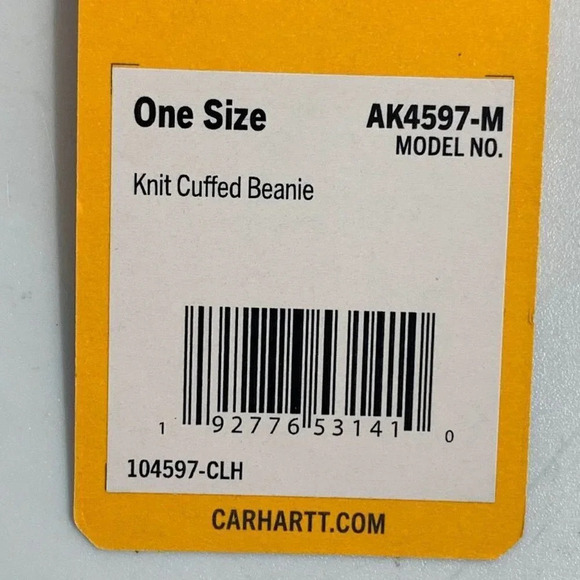 One Size AK4597-M
MODEL NO.
Knit Cuffed Beanie
1 92776 53141 0
104597-CLH
CARHARTT.COM